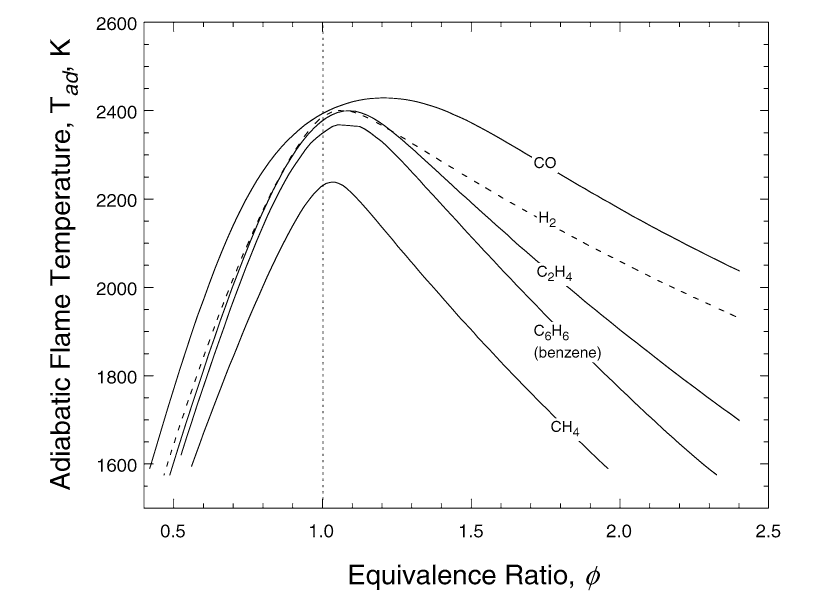 Adiabatic Flame Temperature, T_ad, K
2600
2400
2200
2000
1800
1600
CO
H₂
C₂H₄
C₆H₆
(benzene)
CH₄
0.5
1.0
1.5
2.0
2.5
Equivalence Ratio, ϕ